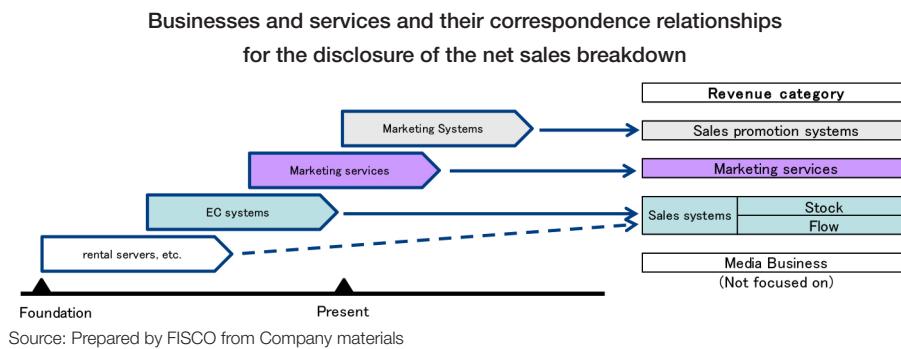 Businesses and services and their correspondence relationships
for the disclosure of the net sales breakdown
Revenue category
Marketing Systems
Sales promotion systems
Marketing services
Marketing services
EC systems
Sales systems
Stock
Flow
rental servers, etc.
Media Business
(Not focused on)
Foundation
Present
Source: Prepared by FISCO from Company materials